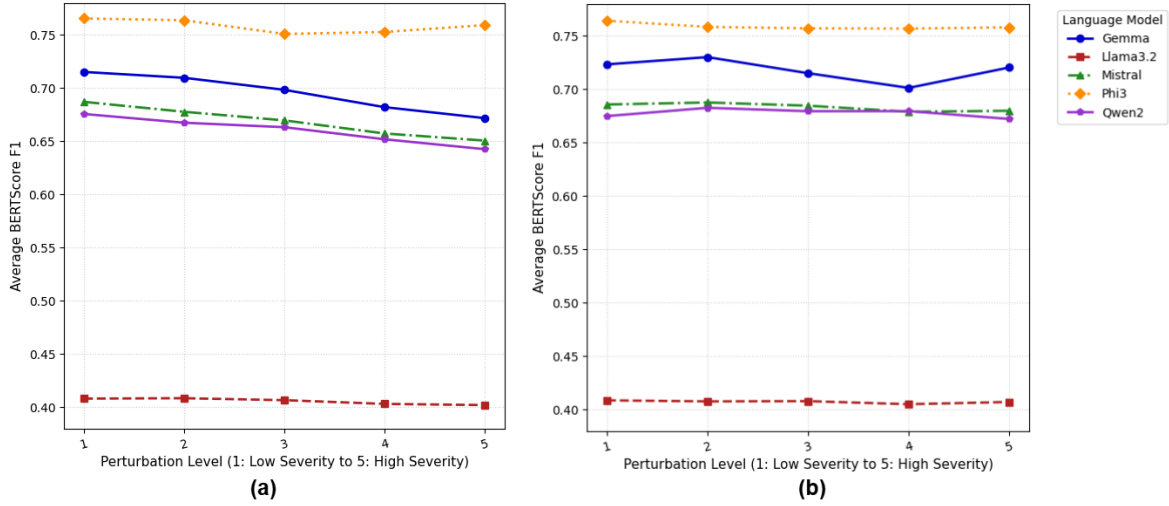 0.75
0.70
0.65
0.60
0.55
0.50
0.45
0.40
Average BERTScore F1
1 2 3 4 5
Perturbation Level (1: Low Severity to 5: High Severity)
(a)
0.75
0.70
0.65
0.60
0.55
0.50
0.45
0.40
Average BERTScore F1
1 2 3 4 5
Perturbation Level (1: Low Severity to 5: High Severity)
(b)
Language Model
Gemma
Llama3.2
Mistral
Phi3
Qwen2